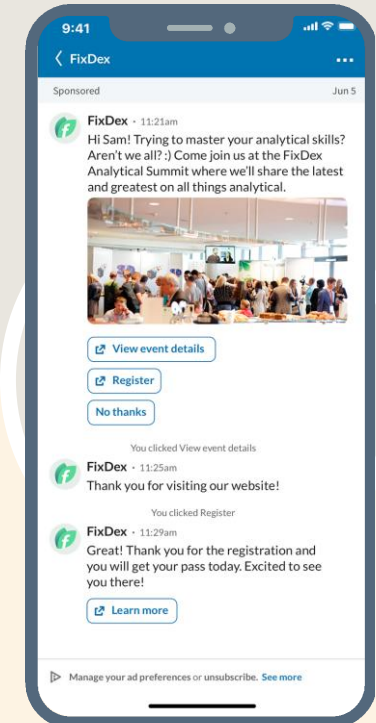 9:41
FixDex
Sponsored
Jun 5
FixDex · 11:21am
Hi Sam! Trying to master your analytical skills?
Aren't we all? :) Come join us at the FixDex
Analytical Summit where we'll share the latest
and greatest on all things analytical.
View event details
Register
No thanks
You clicked View event details
FixDex · 11:25am
Thank you for visiting our website!
You clicked Register
FixDex · 11:29am
Great! Thank you for the registration and
you will get your pass today. Excited to see
you there!
Learn more
Manage your ad preferences or unsubscribe. See more